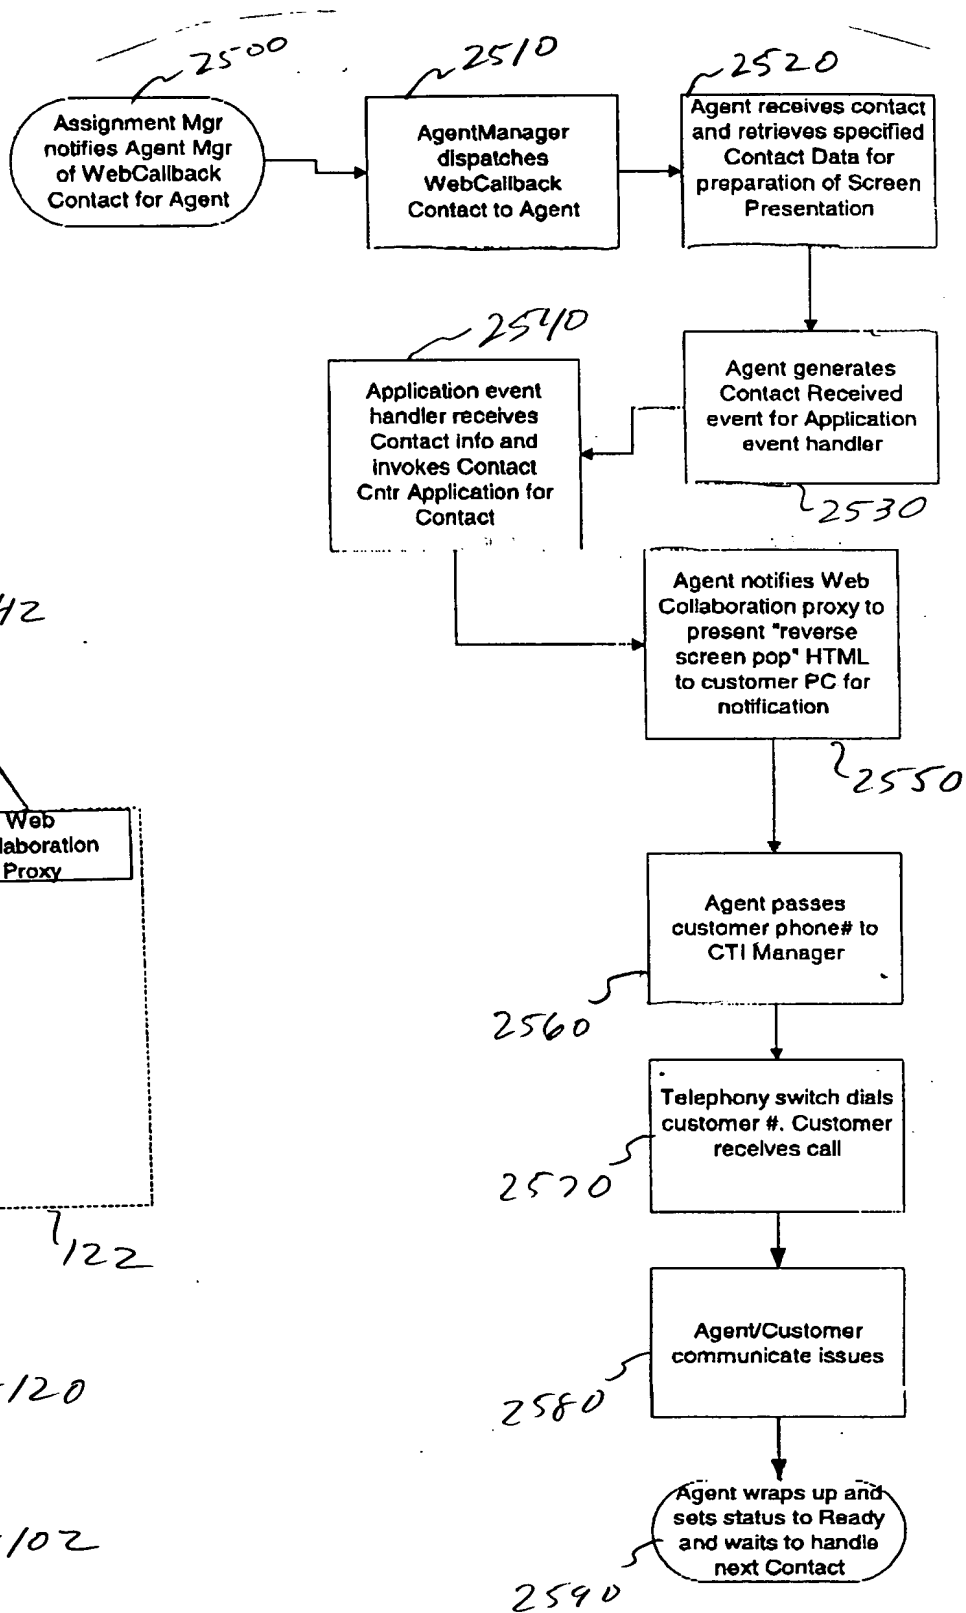 2500
Assignment Mgr
notifies Agent Mgr
of WebCallback
Contact for Agent
2510
AgentManager
dispatches
WebCallback
Contact to Agent
2520
Agent receives contact
and retrieves specified
Contact Data for
preparation of Screen
Presentation
2540
Application event
handler receives
Contact info and
invokes Contact
Cntr Application for
Contact
Agent generates
Contact Received
event for Application
event handler
2530
42
Agent notifies Web
Collaboration proxy to
present "reverse
screen pop" HTML
to customer PC for
notification
2550
Web
laboration
Proxy
Agent passes
customer phone# to
CTI Manager
2560
Telephony switch dials
customer #. Customer
receives call
2570
122
Agent/Customer
communicate issues
2580
120
Agent wraps up and
sets status to Ready
and waits to handle
next Contact
102
2590